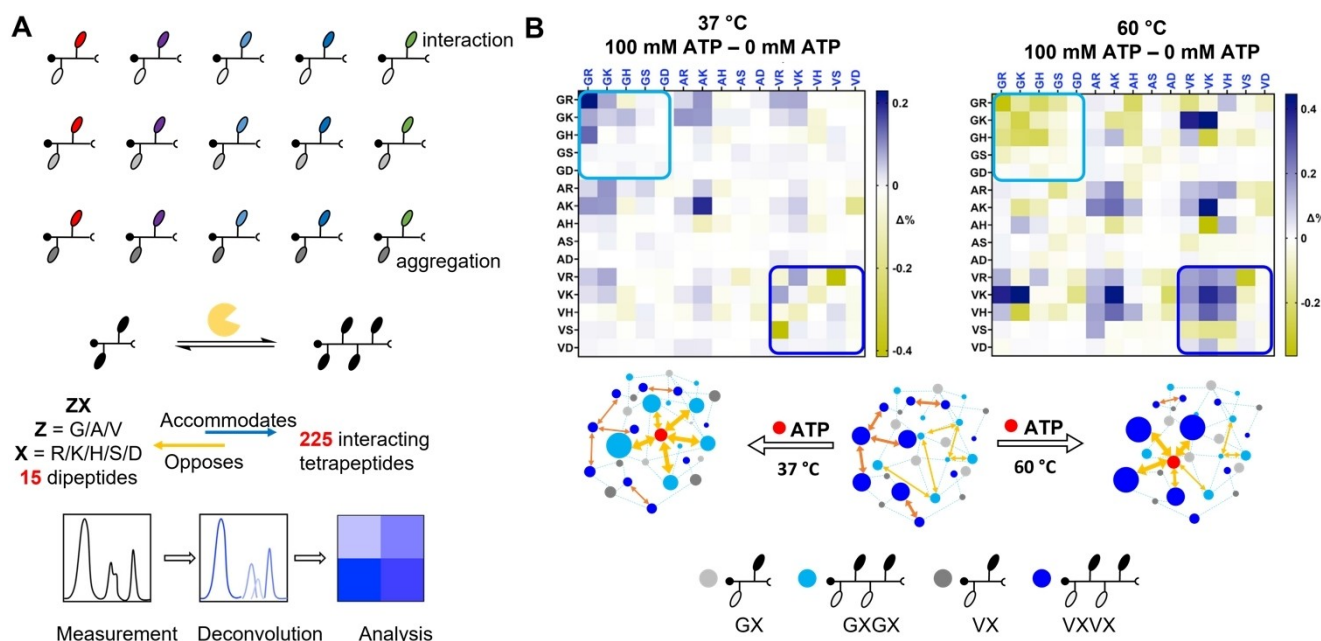 A
interaction
aggregation
ZX
Z = G/A/V
X = R/K/H/S/D
15 dipeptides
Accommodates
Opposes
225 interacting
tetrapeptides
Measurement Deconvolution Analysis
B
37 °C
100 mM ATP – 0 mM ATP
GR GK GH GS GD AR AK AH AS AD VR VK VH VS VD
GR
GK
GH
GS
GD
AR
AK
AH
AS
AD
VR
VK
VH
VS
VD
0.2
0
Δ%
-0.2
-0.4
60 °C
100 mM ATP – 0 mM ATP
GR GK GH GS GD AR AK AH AS AD VR VK VH VS VD
GR
GK
GH
GS
GD
AR
AK
AH
AS
AD
VR
VK
VH
VS
VD
0.4
0.2
Δ%
0
-0.2
ATP
37 °C
ATP
60 °C
GX GXGX VX VXVX